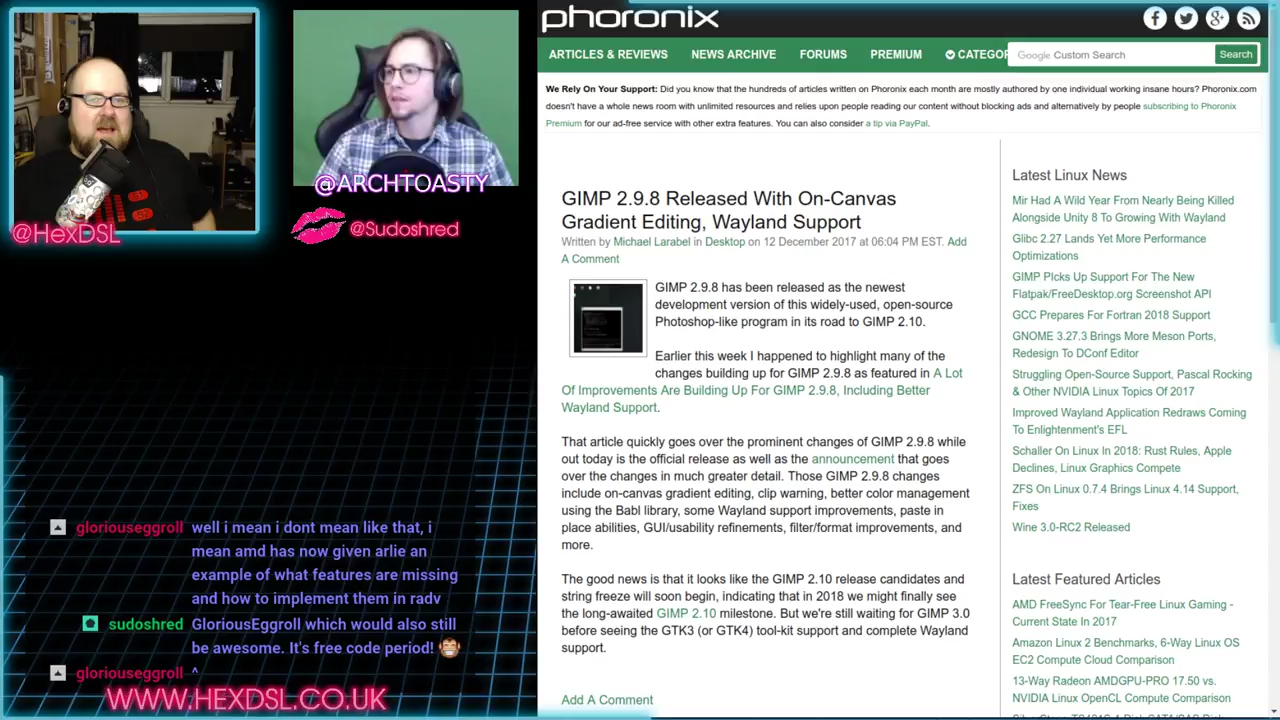 @HeXDSL
@ARCHTOASTY
@Sudoshred
gloriouseggroll well i mean i dont mean like that, i
mean amd has now given arlie an
example of what features are missing
and how to implement them in radv
sudoshred GloriousEggroll which would also still
be awesome. It's free code period!
gloriouseggroll ^
WWW.HEXDSL.CO.UK
phoronix
ARTICLES & REVIEWS NEWS ARCHIVE FORUMS PREMIUM CATEGOR Google Custom Search Search
We Rely On Your Support: Did you know that the hundreds of articles written on Phoronix each month are mostly authored by one individual working insane hours? Phoronix.com
doesn't have a whole news room with unlimited resources and relies upon people reading our content without blocking ads and alternatively by people subscribing to Phoronix
Premium for our ad-free service with other extra features. You can also consider a tip via PayPal.
GIMP 2.9.8 Released With On-Canvas
Gradient Editing, Wayland Support
Written by Michael Larabel in Desktop on 12 December 2017 at 06:04 PM EST. Add
A Comment
GIMP 2.9.8 has been released as the newest
development version of this widely-used, open-source
Photoshop-like program in its road to GIMP 2.10.
Earlier this week I happened to highlight many of the
changes building up for GIMP 2.9.8 as featured in A Lot
Of Improvements Are Building Up For GIMP 2.9.8, Including Better
Wayland Support.
That article quickly goes over the prominent changes of GIMP 2.9.8 while
out today is the official release as well as the announcement that goes
over the changes in much greater detail. Those GIMP 2.9.8 changes
include on-canvas gradient editing, clip warning, better color management
using the Babl library, some Wayland support improvements, paste in
place abilities, GUI/usability refinements, filter/format improvements, and
more.
The good news is that it looks like the GIMP 2.10 release candidates and
string freeze will soon begin, indicating that in 2018 we might finally see
the long-awaited GIMP 2.10 milestone. But we're still waiting for GIMP 3.0
before seeing the GTK3 (or GTK4) tool-kit support and complete Wayland
support.
Add A Comment
Latest Linux News
Mir Had A Wild Year From Nearly Being Killed
Alongside Unity 8 To Growing With Wayland
Glibc 2.27 Lands Yet More Performance
Optimizations
GIMP PIcks Up Support For The New
Flatpak/FreeDesktop.org Screenshot API
GCC Prepares For Fortran 2018 Support
GNOME 3.27.3 Brings More Meson Ports,
Redesign To DConf Editor
Struggling Open-Source Support, Pascal Rocking
& Other NVIDIA Linux Topics Of 2017
Improved Wayland Application Redraws Coming
To Enlightenment's EFL
Schaller On Linux In 2018: Rust Rules, Apple
Declines, Linux Graphics Compete
ZFS On Linux 0.7.4 Brings Linux 4.14 Support,
Fixes
Wine 3.0-RC2 Released
Latest Featured Articles
AMD FreeSync For Tear-Free Linux Gaming -
Current State In 2017
Amazon Linux 2 Benchmarks, 6-Way Linux OS
EC2 Compute Cloud Comparison
13-Way Radeon AMDGPU-PRO 17.50 vs.
NVIDIA Linux OpenCL Compute Comparison